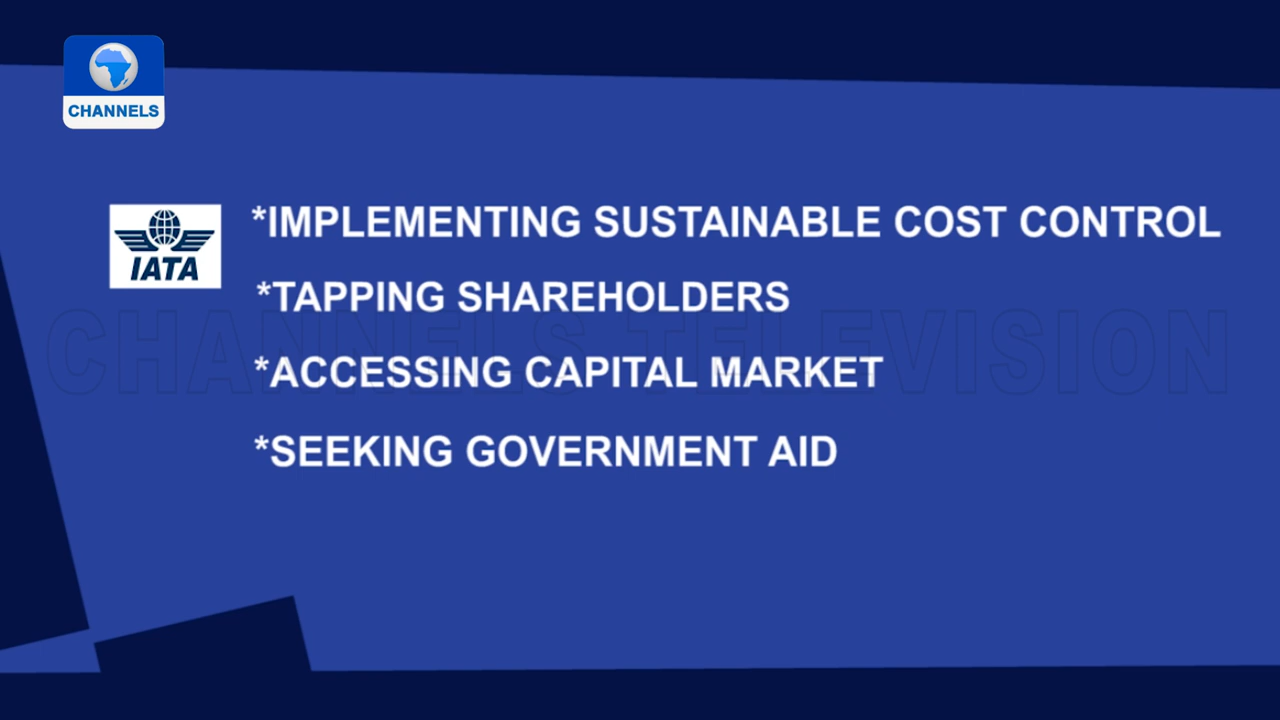 CHANNELS
IATA
*IMPLEMENTING SUSTAINABLE COST CONTROL
*TAPPING SHAREHOLDERS
CHANNELS TELEVISION
*ACCESSING CAPITAL MARKET
*SEEKING GOVERNMENT AID